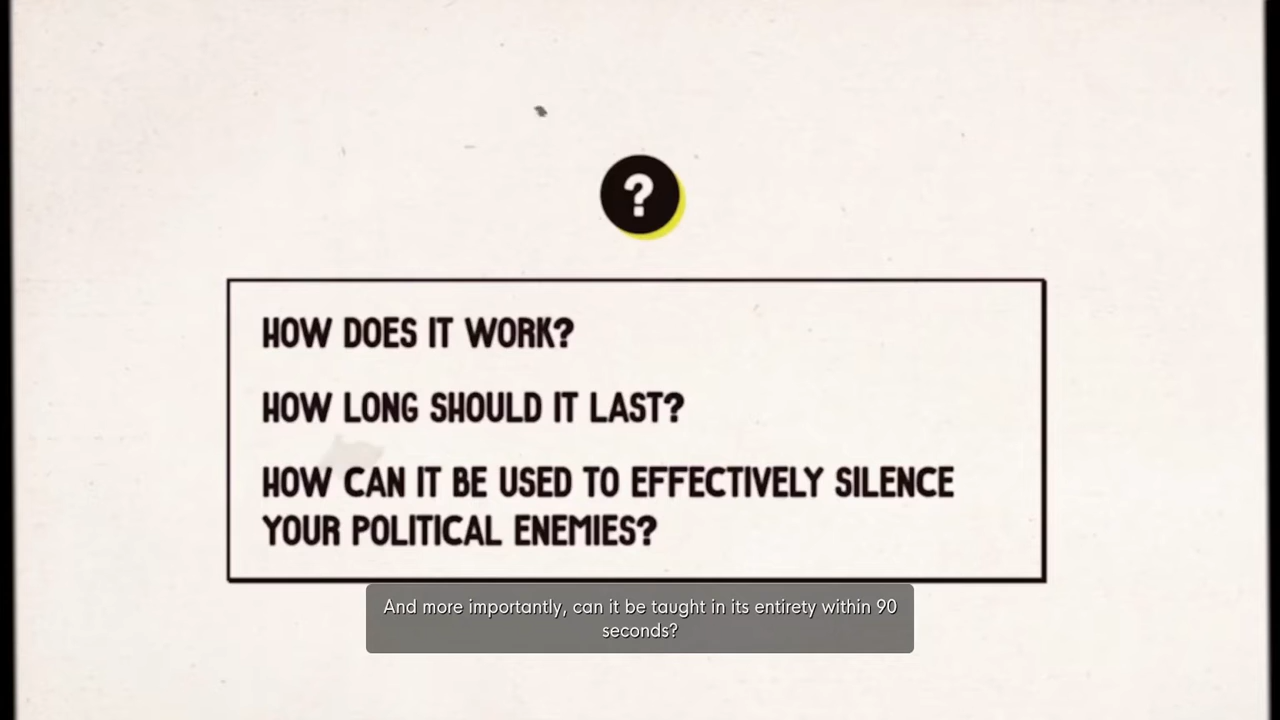 ?
HOW DOES IT WORK?
HOW LONG SHOULD IT LAST?
HOW CAN IT BE USED TO EFFECTIVELY SILENCE
YOUR POLITICAL ENEMIES?
And more importantly, can it be taught in its entirety within 90
seconds?